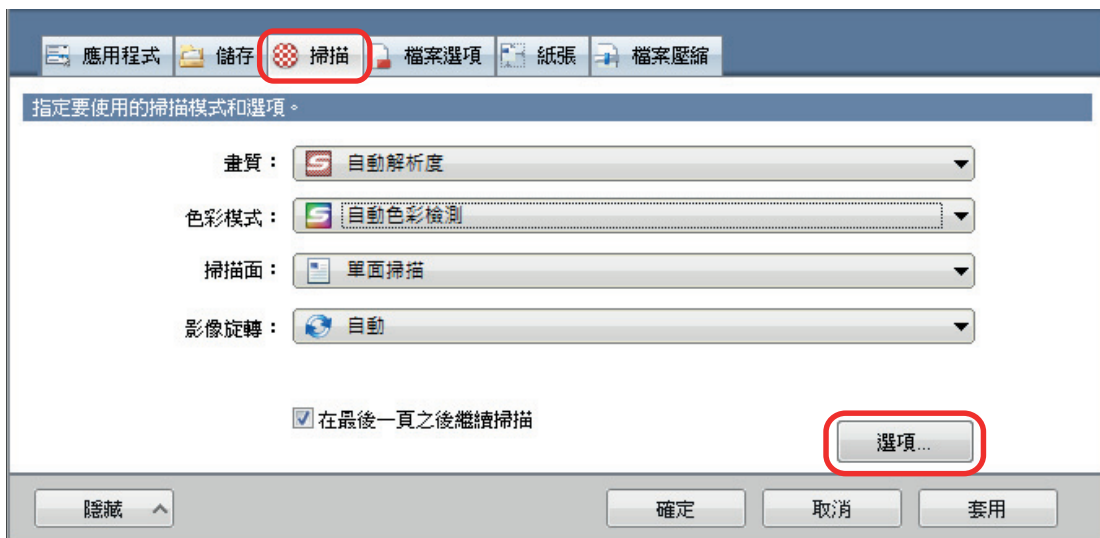 應用程式 儲存 掃描 檔案選項 紙張 檔案壓縮
指定要使用的掃描模式和選項。
畫質： 自動解析度
色彩模式： 自動色彩檢測
掃描面： 單面掃描
影像旋轉： 自動
在最後一頁之後繼續掃描
選項...
隱藏 確定 取消 套用